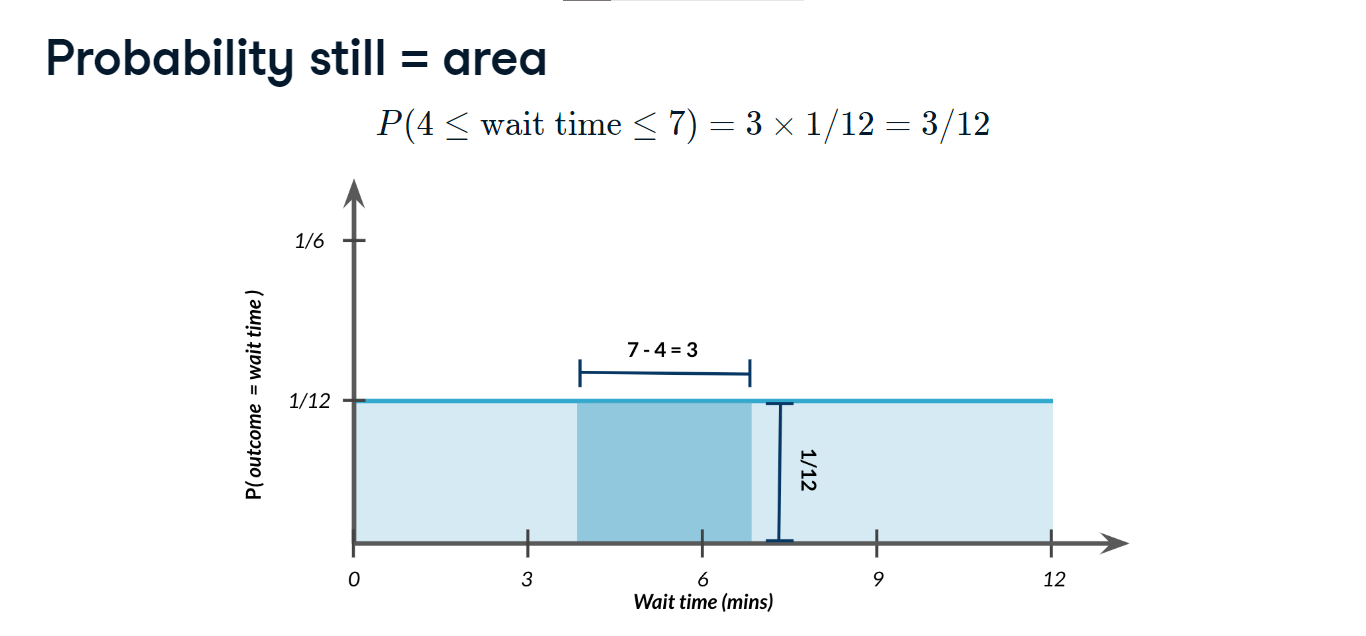 Probability still = area
P(4 ≤ wait time ≤ 7) = 3 × 1/12 = 3/12
1/6
P( outcome = wait time )
7 - 4 = 3
1/12
1/12
0 3 6 9 12
Wait time (mins)